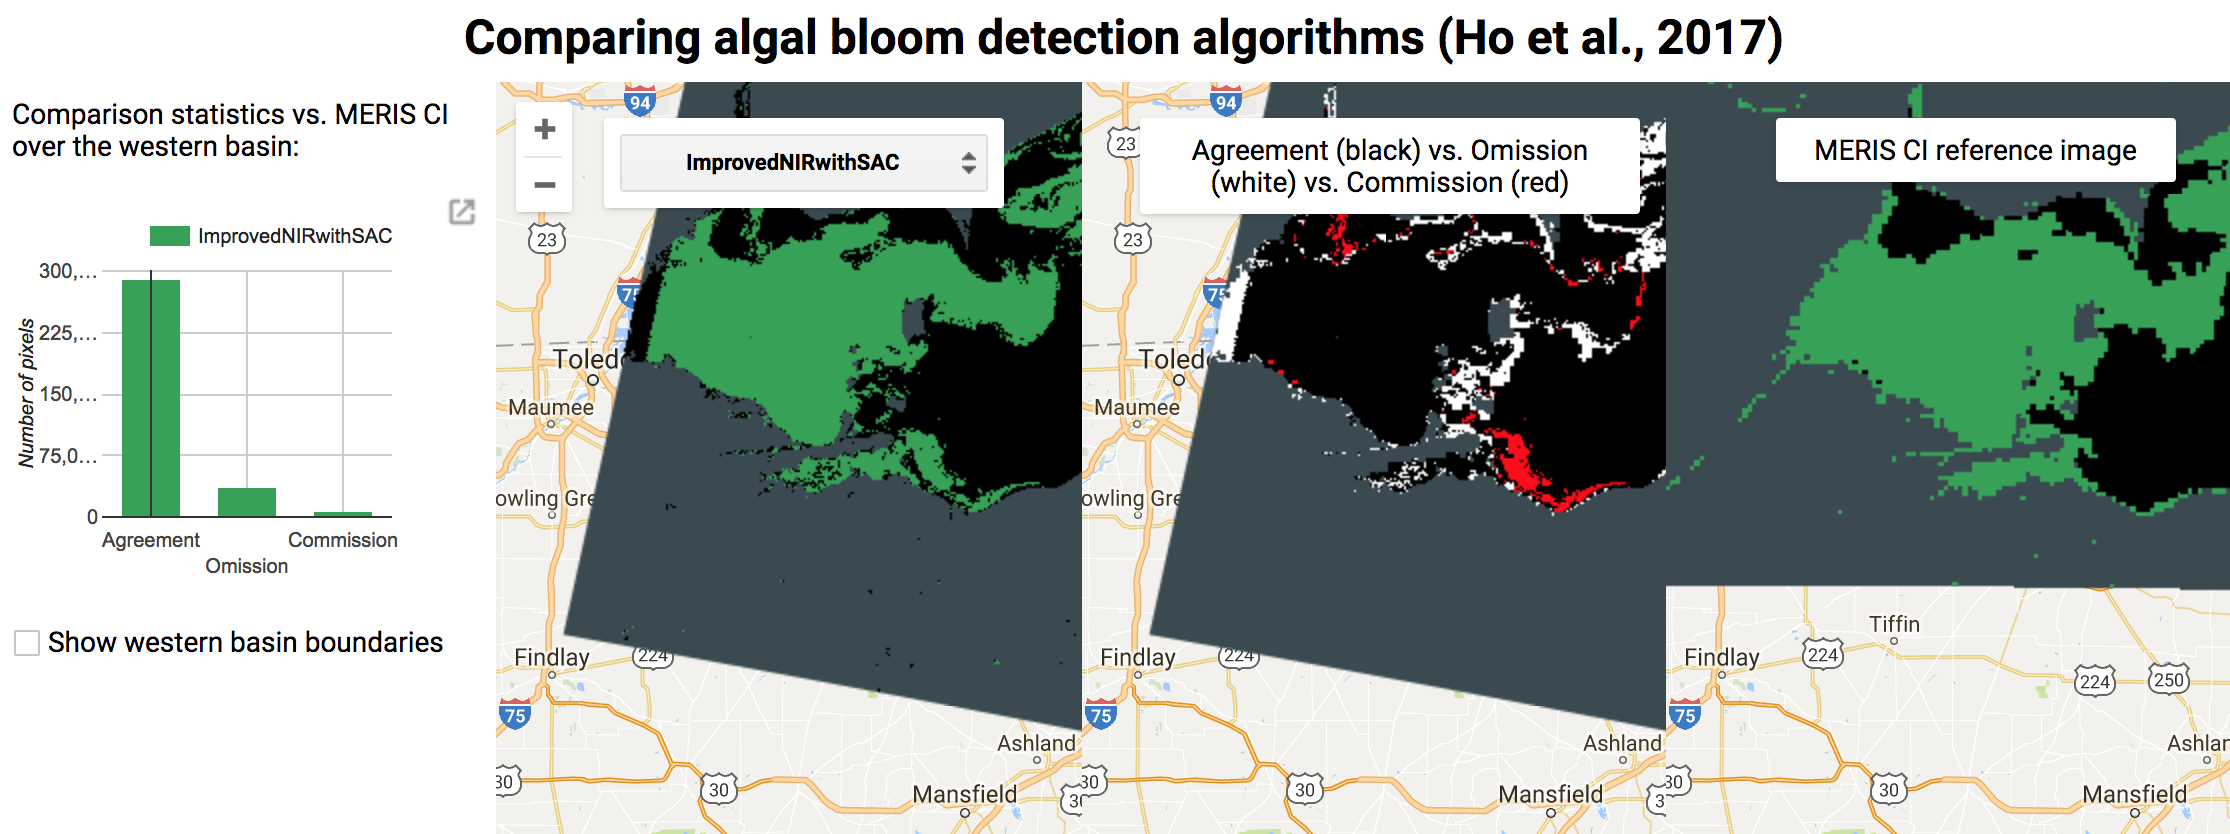 Comparing algal bloom detection algorithms (Ho et al., 2017)
Comparison statistics vs. MERIS CI
over the western basin:
ImprovedNIRwithSAC
300,...
225,...
150,...
75,0...
0
Number of pixels
Agreement
Omission
Commission
Show western basin boundaries
+
−
ImprovedNIRwithSAC
94
23
75
Toled
Maumee
owling Gre
Findlay
224
75
Ashland
30
30
Mansfield
30
Agreement (black) vs. Omission
(white) vs. Commission (red)
94
23
23
75
Toled
Maumee
owling Gre
Findlay
224
75
Ashland
30
30
Mansfield
3
MERIS CI reference image
Tiffin
Findlay
224
224
250
75
Ashlar
30
30
Mansfield